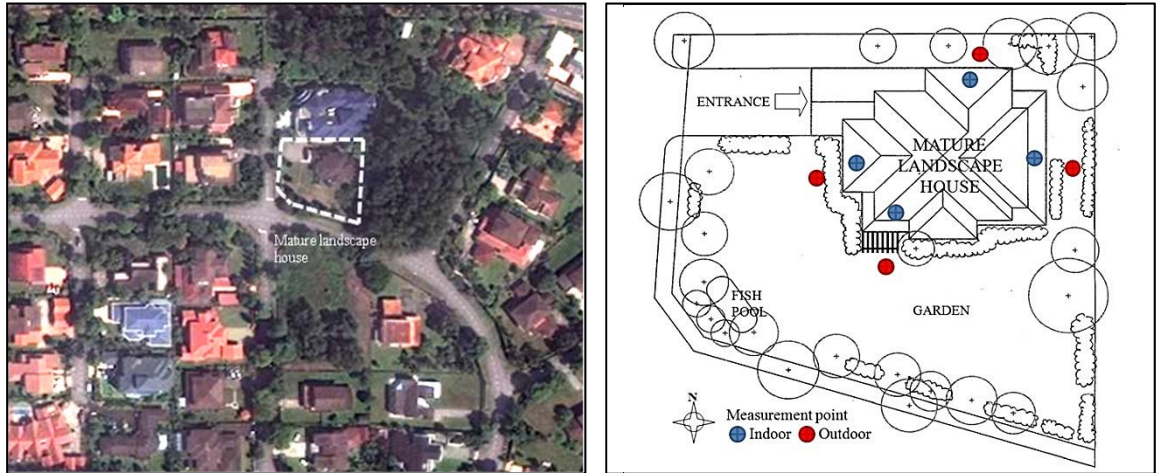 Mature landscape
house
ENTRANCE
MATURE
LANDSCAPE
HOUSE
FISH
POOL
GARDEN
N
Measurement point
Indoor
Outdoor